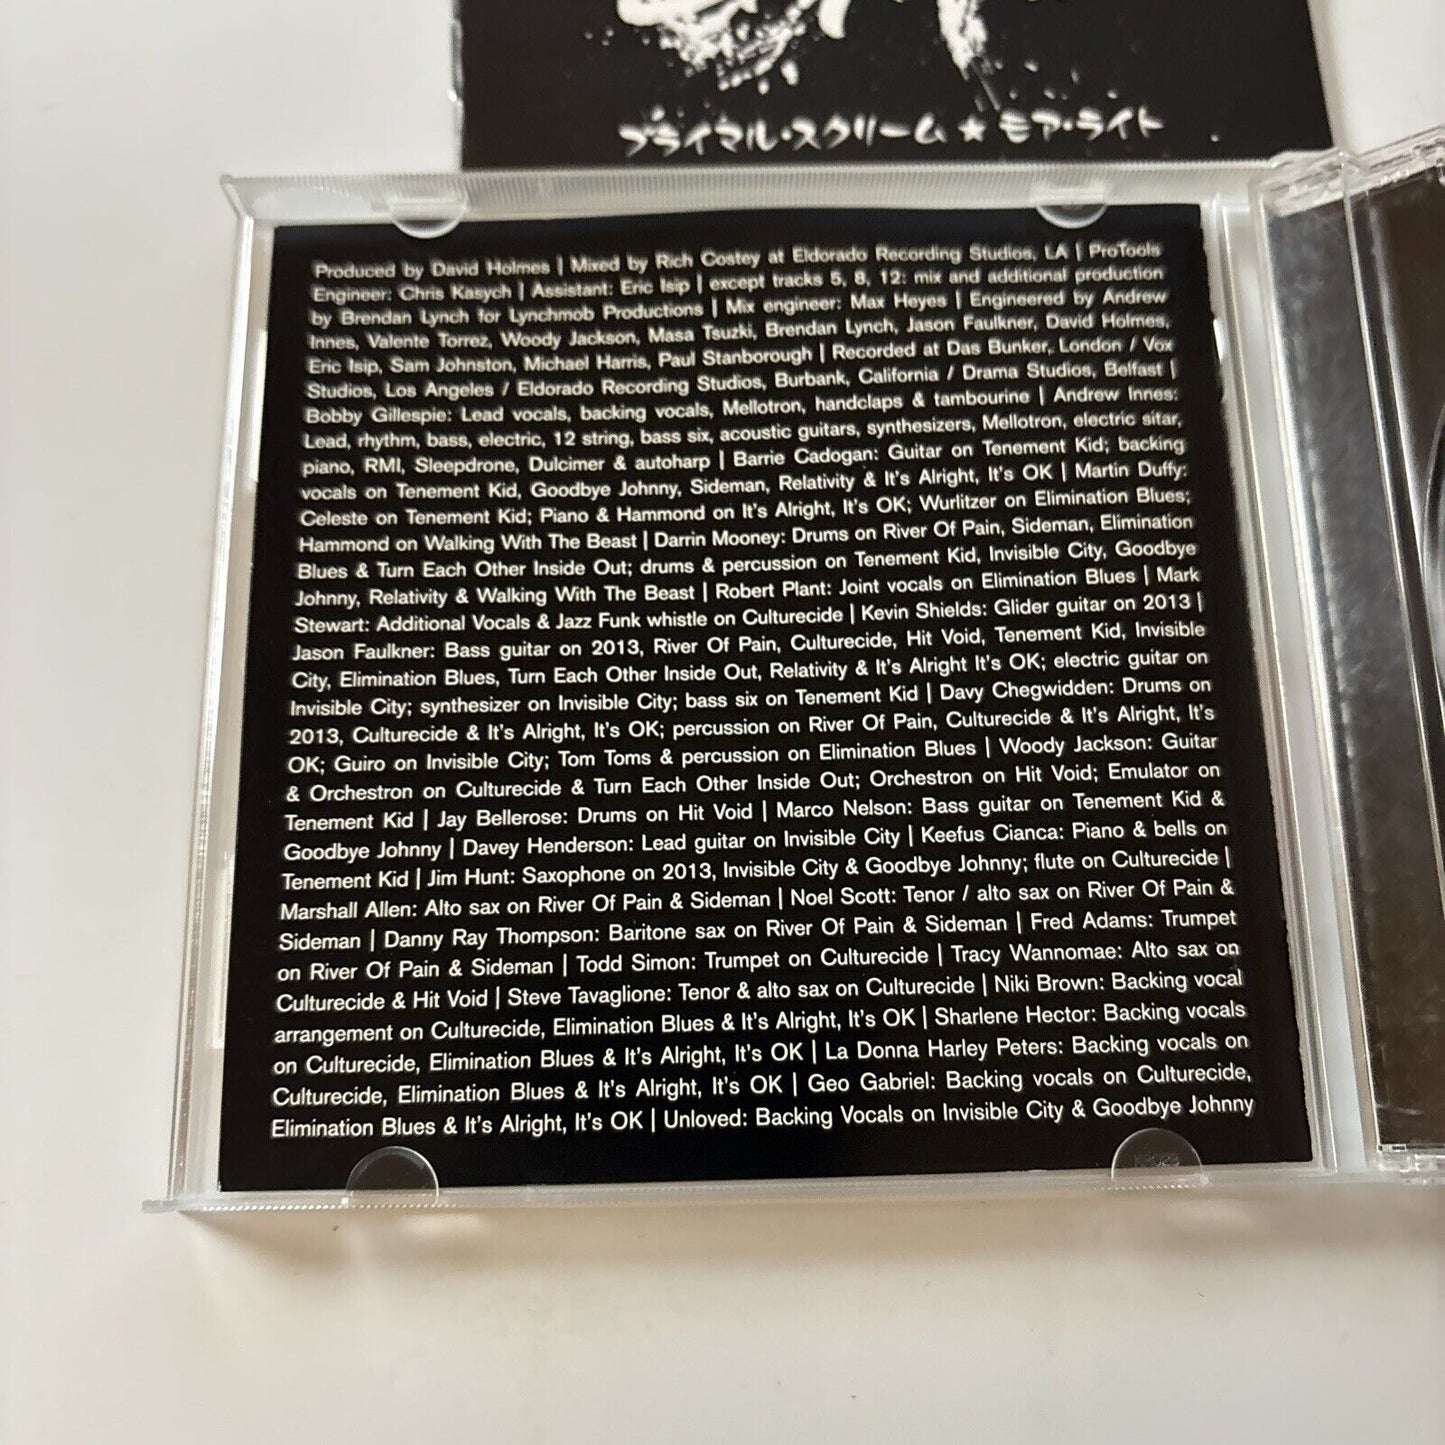 プライマル・スクリーム ★ モア・ライト
Produced by David Holmes | Mixed by Rich Costey at Eldorado Recording Studios, LA | ProTools
Engineer: Chris Kasych | Assistant: Eric Isip | except tracks 5, 8, 12: mix and additional production
by Brendan Lynch for Lynchmob Productions | Mix engineer: Max Heyes | Engineered by Andrew
Innes, Valente Torrez, Woody Jackson, Masa Tsuzki, Brendan Lynch, Jason Faulkner, David Holmes,
Eric Isip, Sam Johnston, Michael Harris, Paul Stanborough | Recorded at Das Bunker, London / Vox
Studios, Los Angeles / Eldorado Recording Studios, Burbank, California / Drama Studios, Belfast |
Bobby Gillespie: Lead vocals, backing vocals, Mellotron, handclaps & tambourine | Andrew Innes:
Lead, rhythm, bass, electric, 12 string, bass six, acoustic guitars, synthesizers, Mellotron, electric sitar,
piano, RMI, Sleepdrone, Dulcimer & autoharp | Barrie Cadogan: Guitar on Tenement Kid; backing
vocals on Tenement Kid, Goodbye Johnny, Sideman, Relativity & It's Alright, It's OK | Martin Duffy:
Celeste on Tenement Kid; Piano & Hammond on It's Alright, It's OK; Wurlitzer on Elimination Blues;
Hammond on Walking With The Beast | Darrin Mooney: Drums on River Of Pain, Sideman, Elimination
Blues & Turn Each Other Inside Out; drums & percussion on Tenement Kid, Invisible City, Goodbye
Johnny, Relativity & Walking With The Beast | Robert Plant: Joint vocals on Elimination Blues | Mark
Stewart: Additional Vocals & Jazz Funk whistle on Culturecide | Kevin Shields: Glider guitar on 2013 |
Jason Faulkner: Bass guitar on 2013, River Of Pain, Culturecide, Hit Void, Tenement Kid, Invisible
City, Elimination Blues, Turn Each Other Inside Out, Relativity & It's Alright It's OK; electric guitar on
Invisible City; synthesizer on Invisible City; bass six on Tenement Kid | Davy Chegwidden: Drums on
2013, Culturecide & It's Alright, It's OK; percussion on River Of Pain, Culturecide & It's Alright, It's
OK; Guiro on Invisible City; Tom Toms & percussion on Elimination Blues | Woody Jackson: Guitar
& Orchestron on Culturecide & Turn Each Other Inside Out; Orchestron on Hit Void; Emulator on
Tenement Kid | Jay Bellerose: Drums on Hit Void | Marco Nelson: Bass guitar on Tenement Kid &
Goodbye Johnny | Davey Henderson: Lead guitar on Invisible City | Keefus Cianca: Piano & bells on
Tenement Kid | Jim Hunt: Saxophone on 2013, Invisible City & Goodbye Johnny; flute on Culturecide |
Marshall Allen: Alto sax on River Of Pain & Sideman | Noel Scott: Tenor / alto sax on River Of Pain &
Sideman | Danny Ray Thompson: Baritone sax on River Of Pain & Sideman | Fred Adams: Trumpet
on River Of Pain & Sideman | Todd Simon: Trumpet on Culturecide | Tracy Wannomae: Alto sax on
Culturecide & Hit Void | Steve Tavaglione: Tenor & alto sax on Culturecide | Niki Brown: Backing vocal
arrangement on Culturecide, Elimination Blues & It's Alright, It's OK | Sharlene Hector: Backing vocals
on Culturecide, Elimination Blues & It's Alright, It's OK | La Donna Harley Peters: Backing vocals on
Culturecide, Elimination Blues & It's Alright, It's OK | Geo Gabriel: Backing vocals on Culturecide,
Elimination Blues & It's Alright, It's OK | Unloved: Backing Vocals on Invisible City & Goodbye Johnny